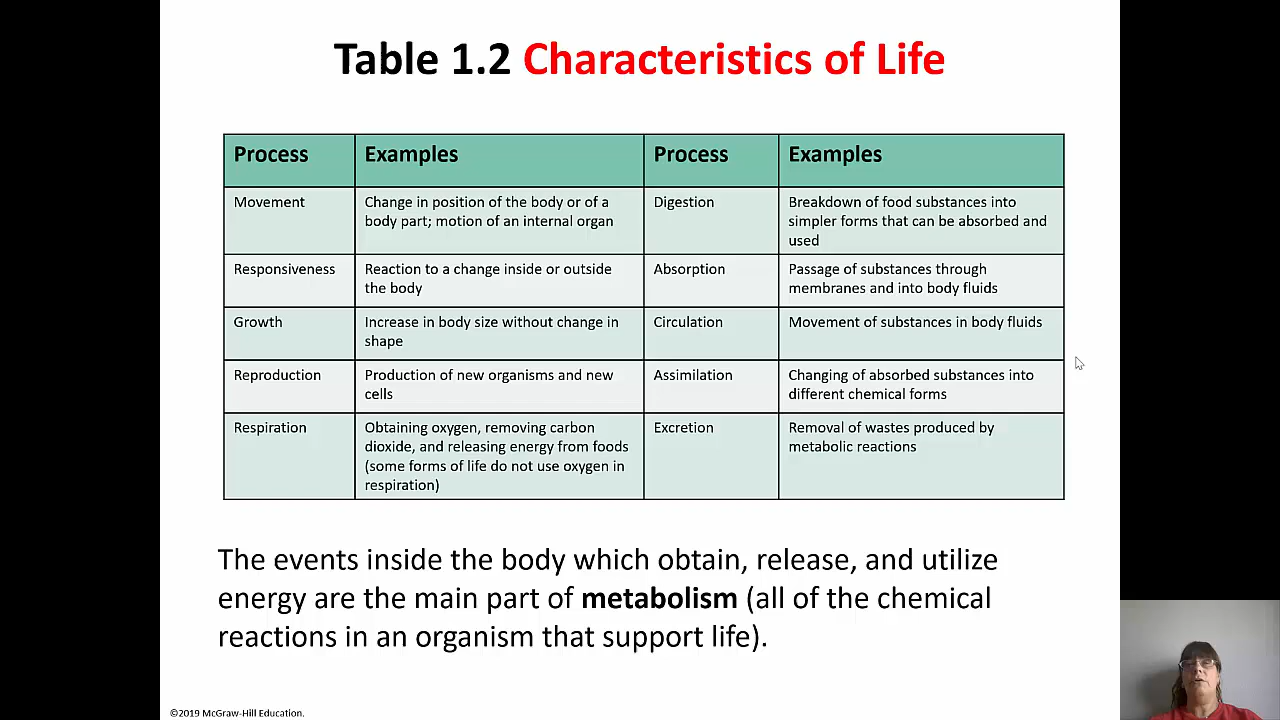 Table 1.2 Characteristics of Life
Process
Examples
Process
Examples
Movement
Change in position of the body or of a
body part; motion of an internal organ
Digestion
Breakdown of food substances into
simpler forms that can be absorbed and
used
Responsiveness
Reaction to a change inside or outside
the body
Absorption
Passage of substances through
membranes and into body fluids
Growth
Increase in body size without change in
shape
Circulation
Movement of substances in body fluids
Reproduction
Production of new organisms and new
cells
Assimilation
Changing of absorbed substances into
different chemical forms
Respiration
Obtaining oxygen, removing carbon
dioxide, and releasing energy from foods
(some forms of life do not use oxygen in
respiration)
Excretion
Removal of wastes produced by
metabolic reactions
The events inside the body which obtain, release, and utilize
energy are the main part of metabolism (all of the chemical
reactions in an organism that support life).
©2019 McGraw-Hill Education.